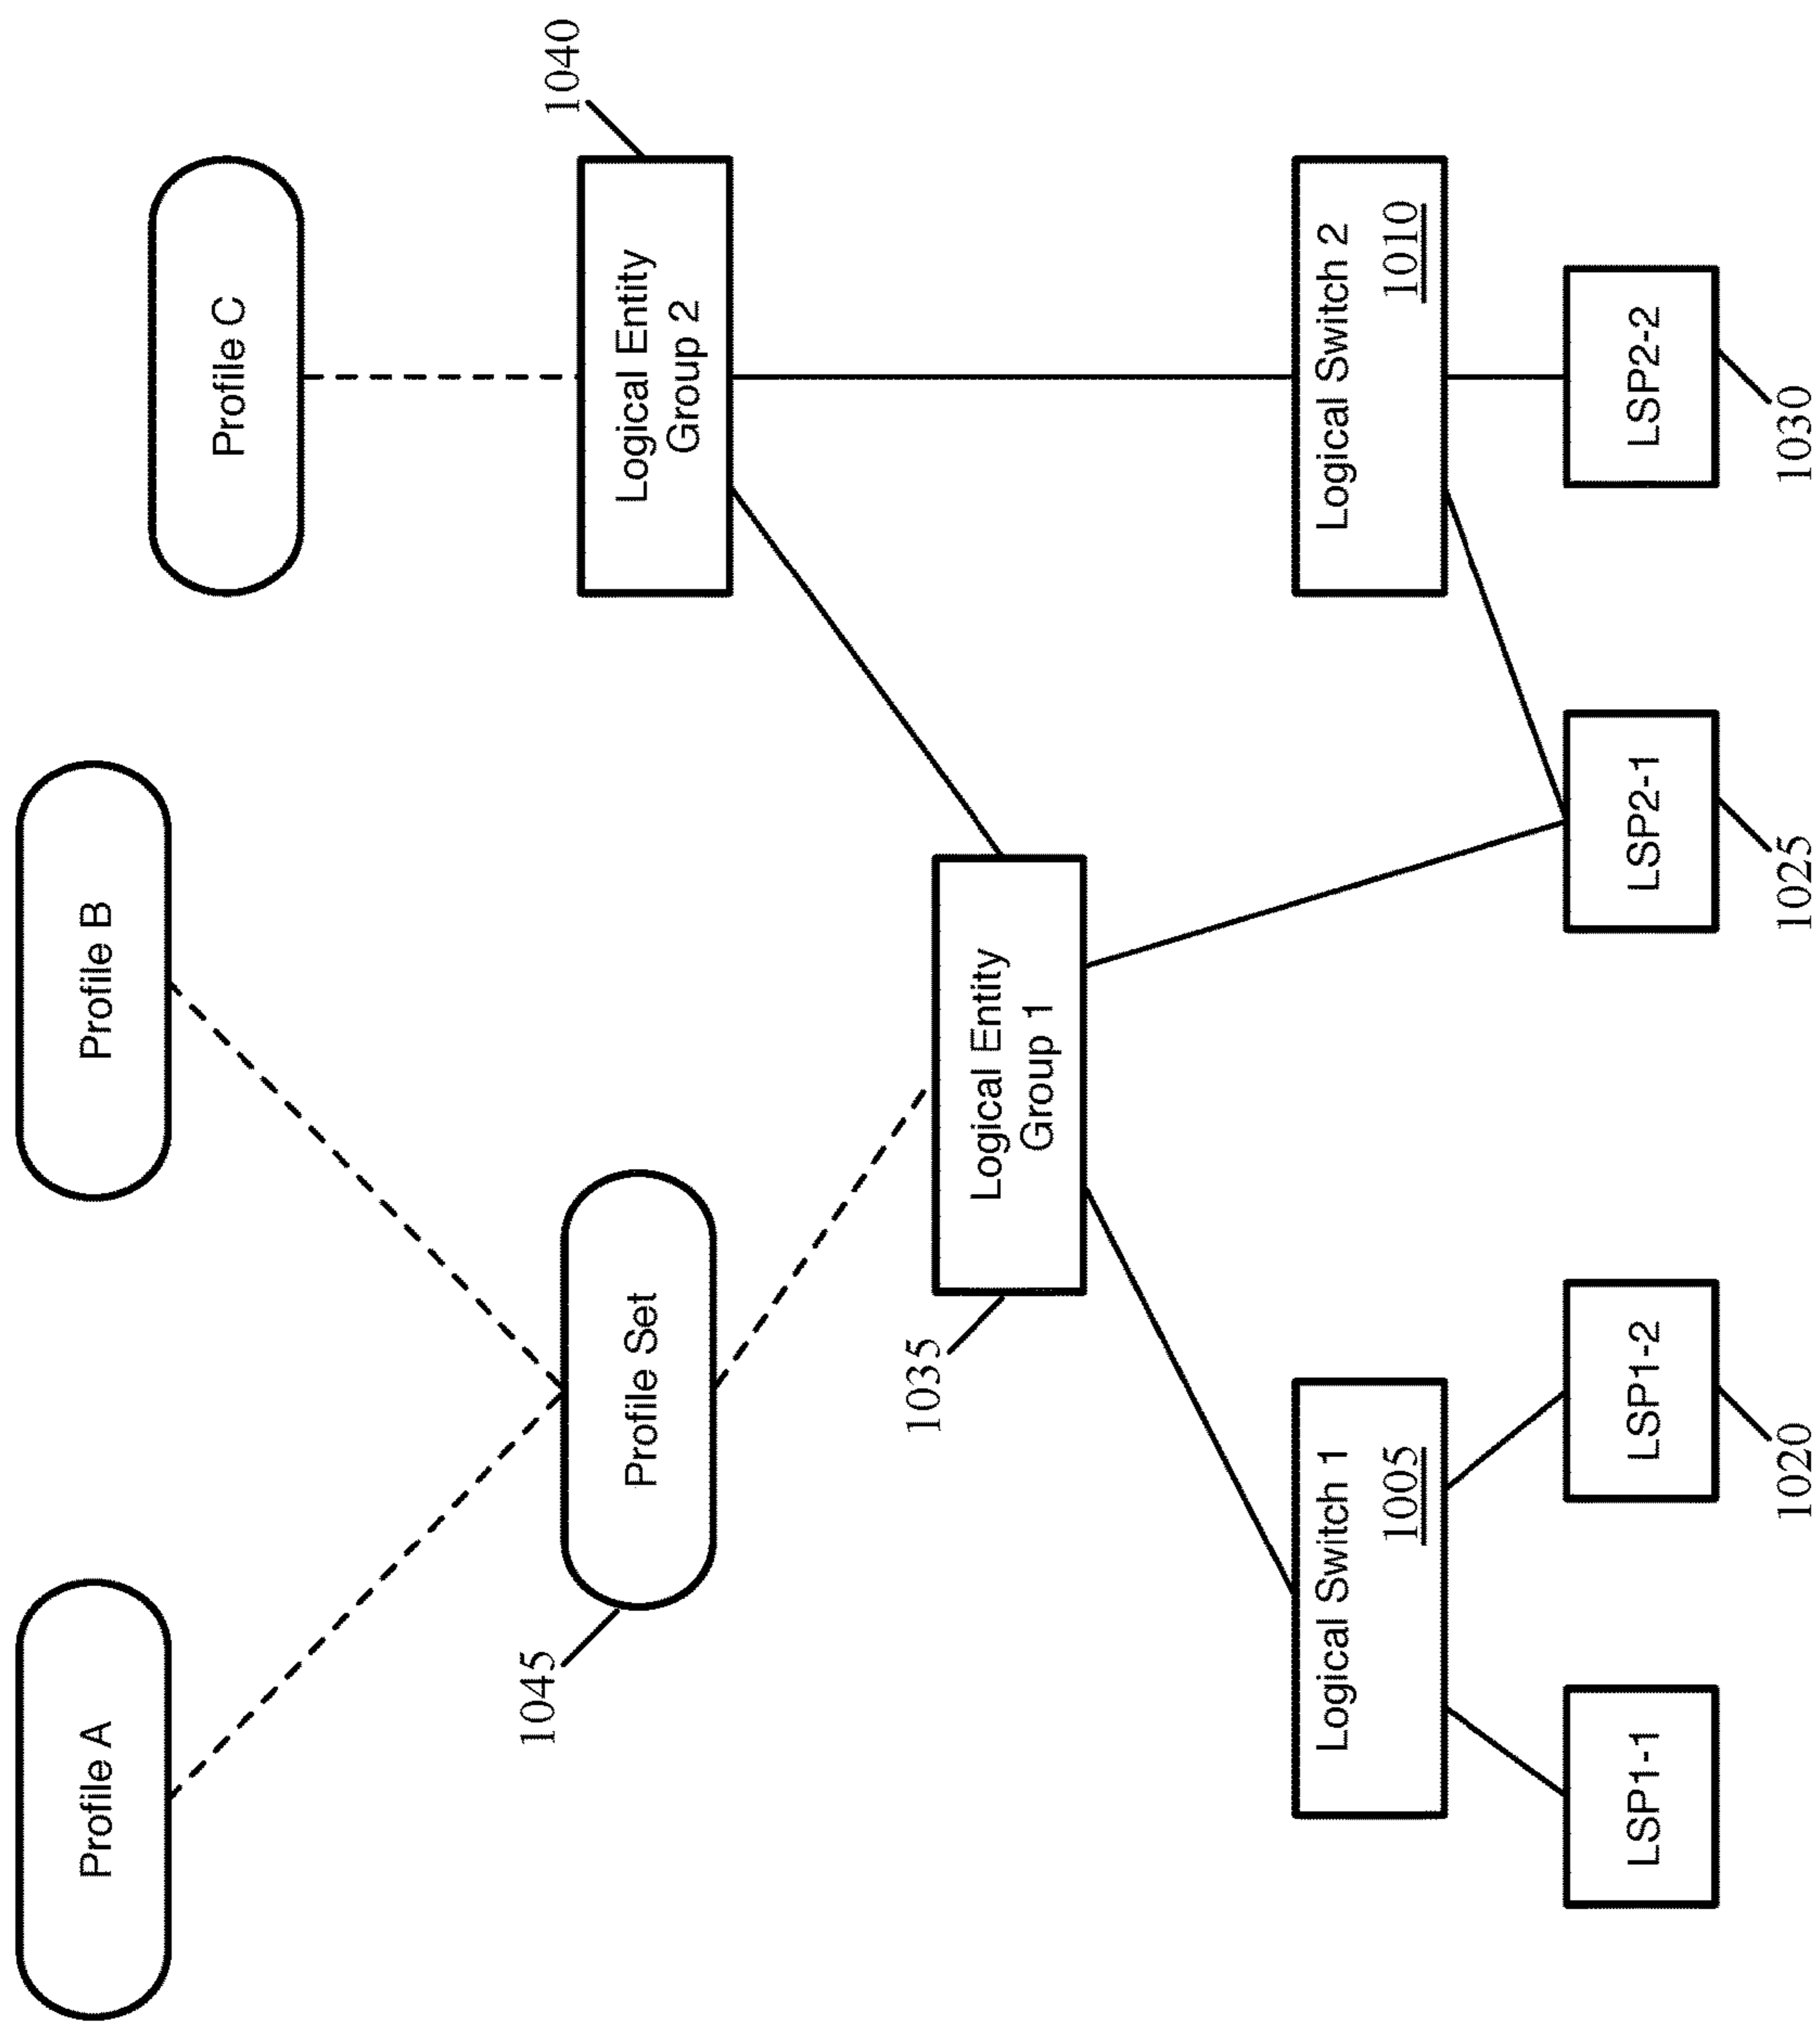 Profile A
Profile B
Profile C
1045
Profile Set
Logical Entity
Group 2
1040
1035
Logical Entity
Group 1
Logical Switch 1
1005
Logical Switch 2
1010
LSP1-1
LSP1-2
LSP2-1
LSP2-2
1020
1025
1030